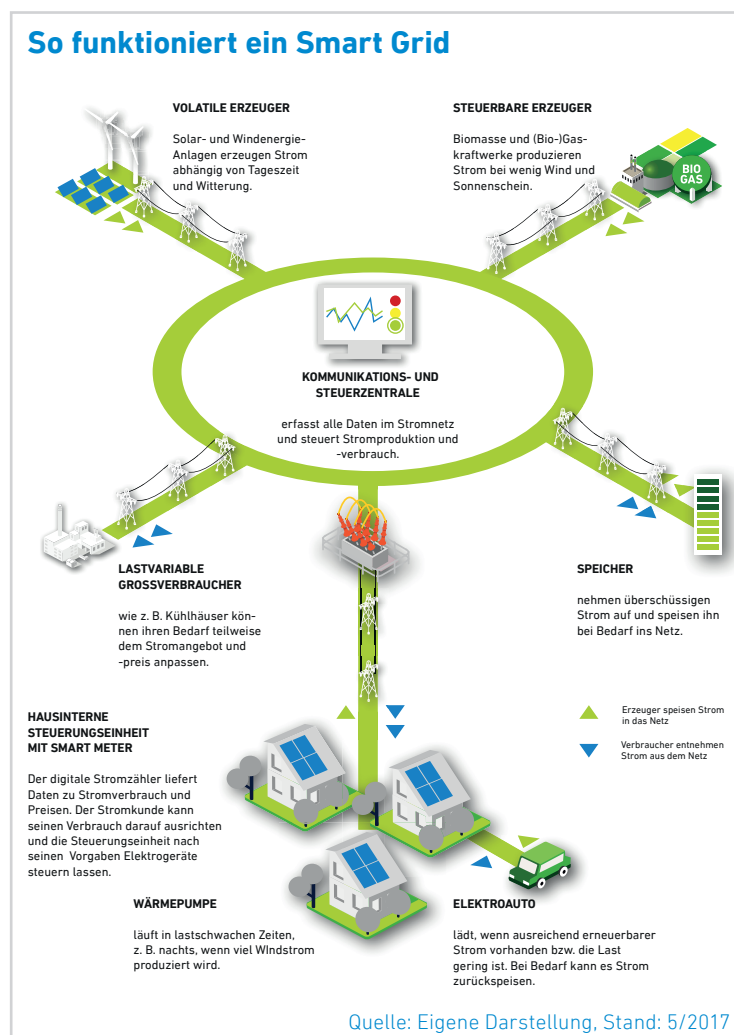 So funktioniert ein Smart Grid
VOLATILE ERZEUGER
Solar- und Windenergie-
Anlagen erzeugen Strom
abhängig von Tageszeit
und Witterung.
STEUERBARE ERZEUGER
Biomasse und (Bio-)Gas-
kraftwerke produzieren
Strom bei wenig Wind und
Sonnenschein.
BIO
GAS
KOMMUNIKATIONS- UND
STEUERZENTRALE
erfasst alle Daten im Stromnetz
und steuert Stromproduktion und
-verbrauch.
LASTVARIABLE
GROSSVERBRAUCHER
wie z. B. Kühlhäuser kön-
nen ihren Bedarf teilweise
dem Stromangebot und
-preis anpassen.
SPEICHER
nehmen überschüssigen
Strom auf und speisen ihn
bei Bedarf ins Netz.
Erzeuger speisen Strom
in das Netz
Verbraucher entnehmen
Strom aus dem Netz
HAUSINTERNE
STEUERUNGSEINHEIT
MIT SMART METER
Der digitale Stromzähler liefert
Daten zu Stromverbrauch und
Preisen. Der Stromkunde kann
seinen Verbrauch darauf ausrichten
und die Steuerungseinheit nach
seinen Vorgaben Elektrogeräte
steuern lassen.
WÄRMEPUMPE
läuft in lastschwachen Zeiten,
z. B. nachts, wenn viel WIndstrom
produziert wird.
ELEKTROAUTO
lädt, wenn ausreichend erneuerbarer
Strom vorhanden bzw. die Last
gering ist. Bei Bedarf kann es Strom
zurückspeisen.
Quelle: Eigene Darstellung, Stand: 5/2017